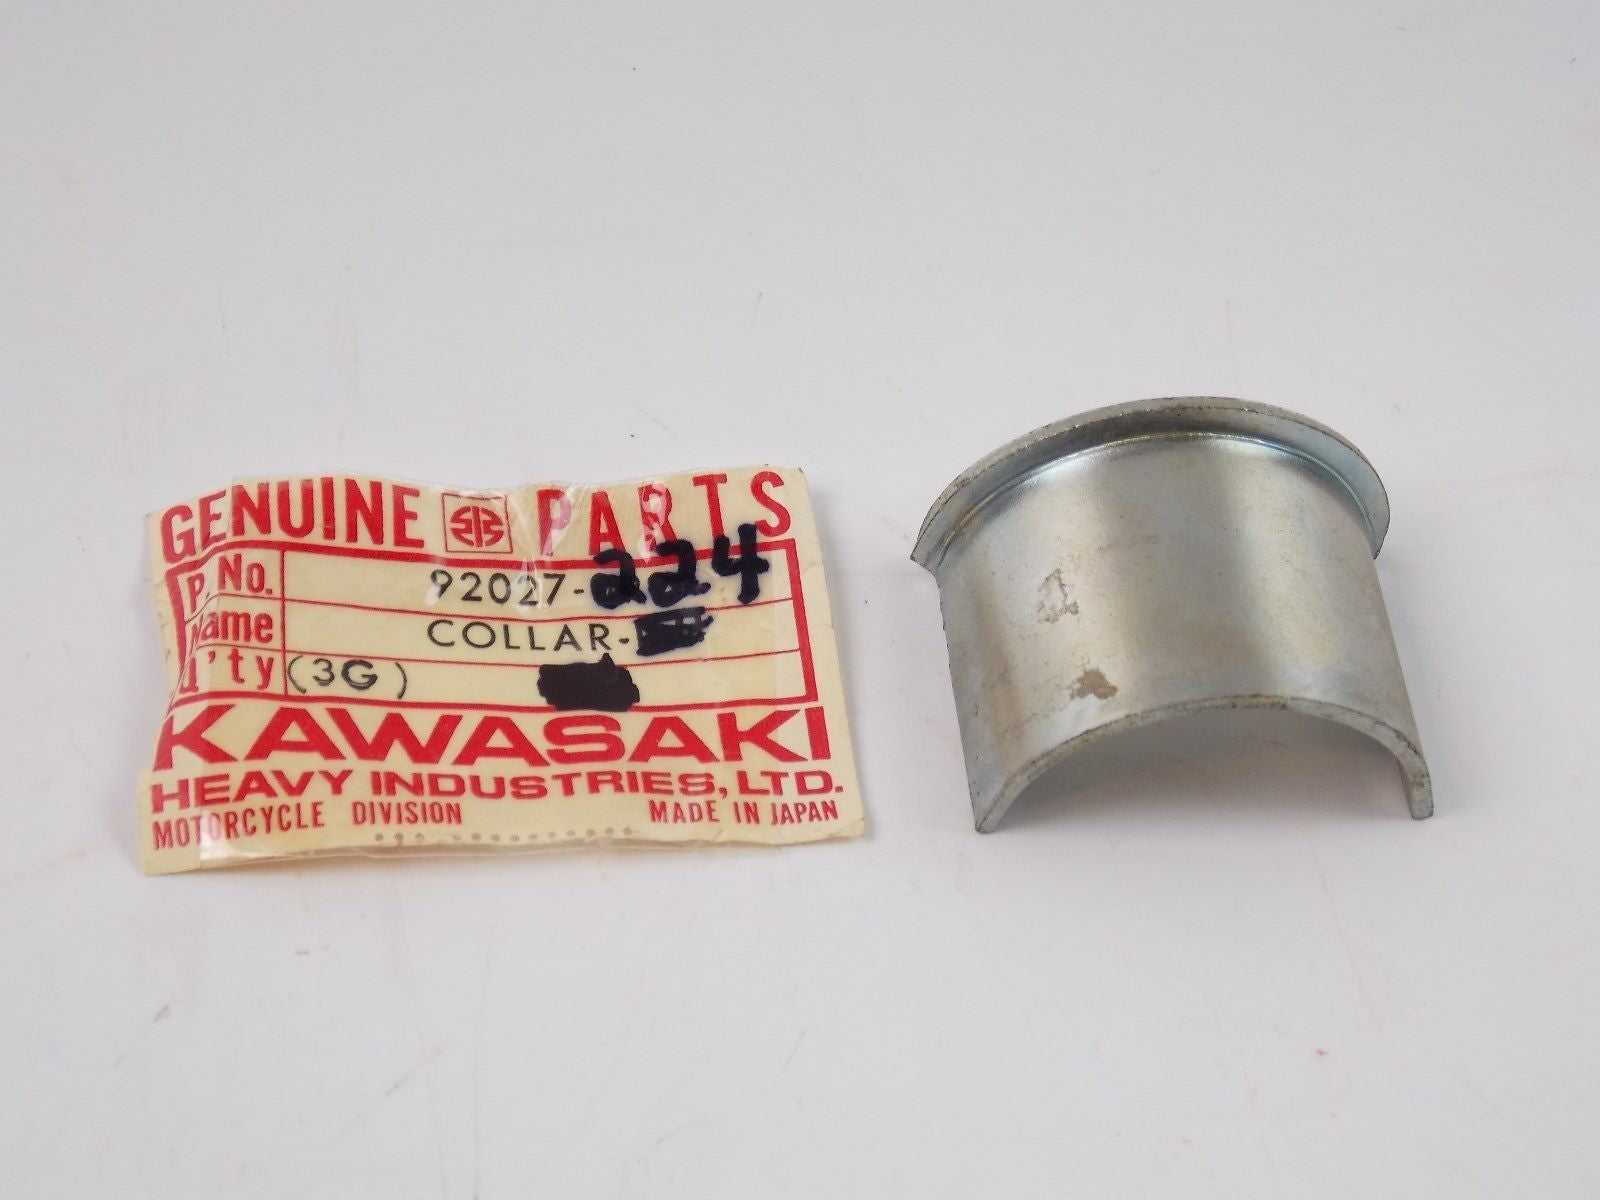 GENUINE PARTS
P. No. 92027-224
Name COLLAR-
Q'ty (3G)
KAWASAKI
HEAVY INDUSTRIES, LTD.
MOTORCYCLE DIVISION MADE IN JAPAN